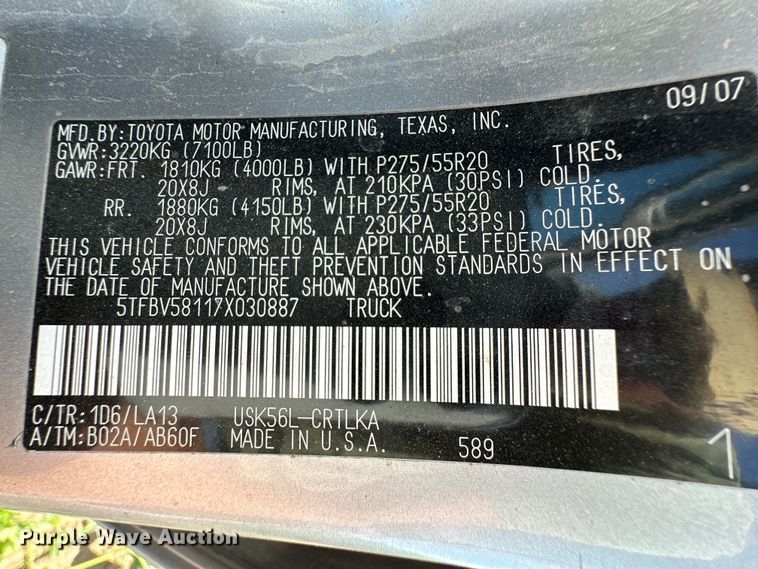 09/07
MFD.BY:TOYOTA MOTOR MANUFACTURING, TEXAS, INC.
GVWR:3220KG (7100LB)
GAWR:FRT. 1810KG (4000LB) WITH P275/55R20 TIRES,
20X8J RIMS, AT 210KPA (30PSI) COLD.
RR. 1880KG (4150LB) WITH P275/55R20 TIRES,
20X8J RIMS, AT 230KPA (33PSI) COLD.
THIS VEHICLE CONFORMS TO ALL APPLICABLE FEDERAL MOTOR
VEHICLE SAFETY AND THEFT PREVENTION STANDARDS IN EFFECT ON
THE DATE OF MANUFACTURE SHOWN ABOVE.
5TFBV58117X030887 TRUCK
C/TR:1D6/LA13 USK56L-CRTLKA
A/TM:B02A/AB60F MADE IN U.S.A. 589 1
Purple Wave Auction